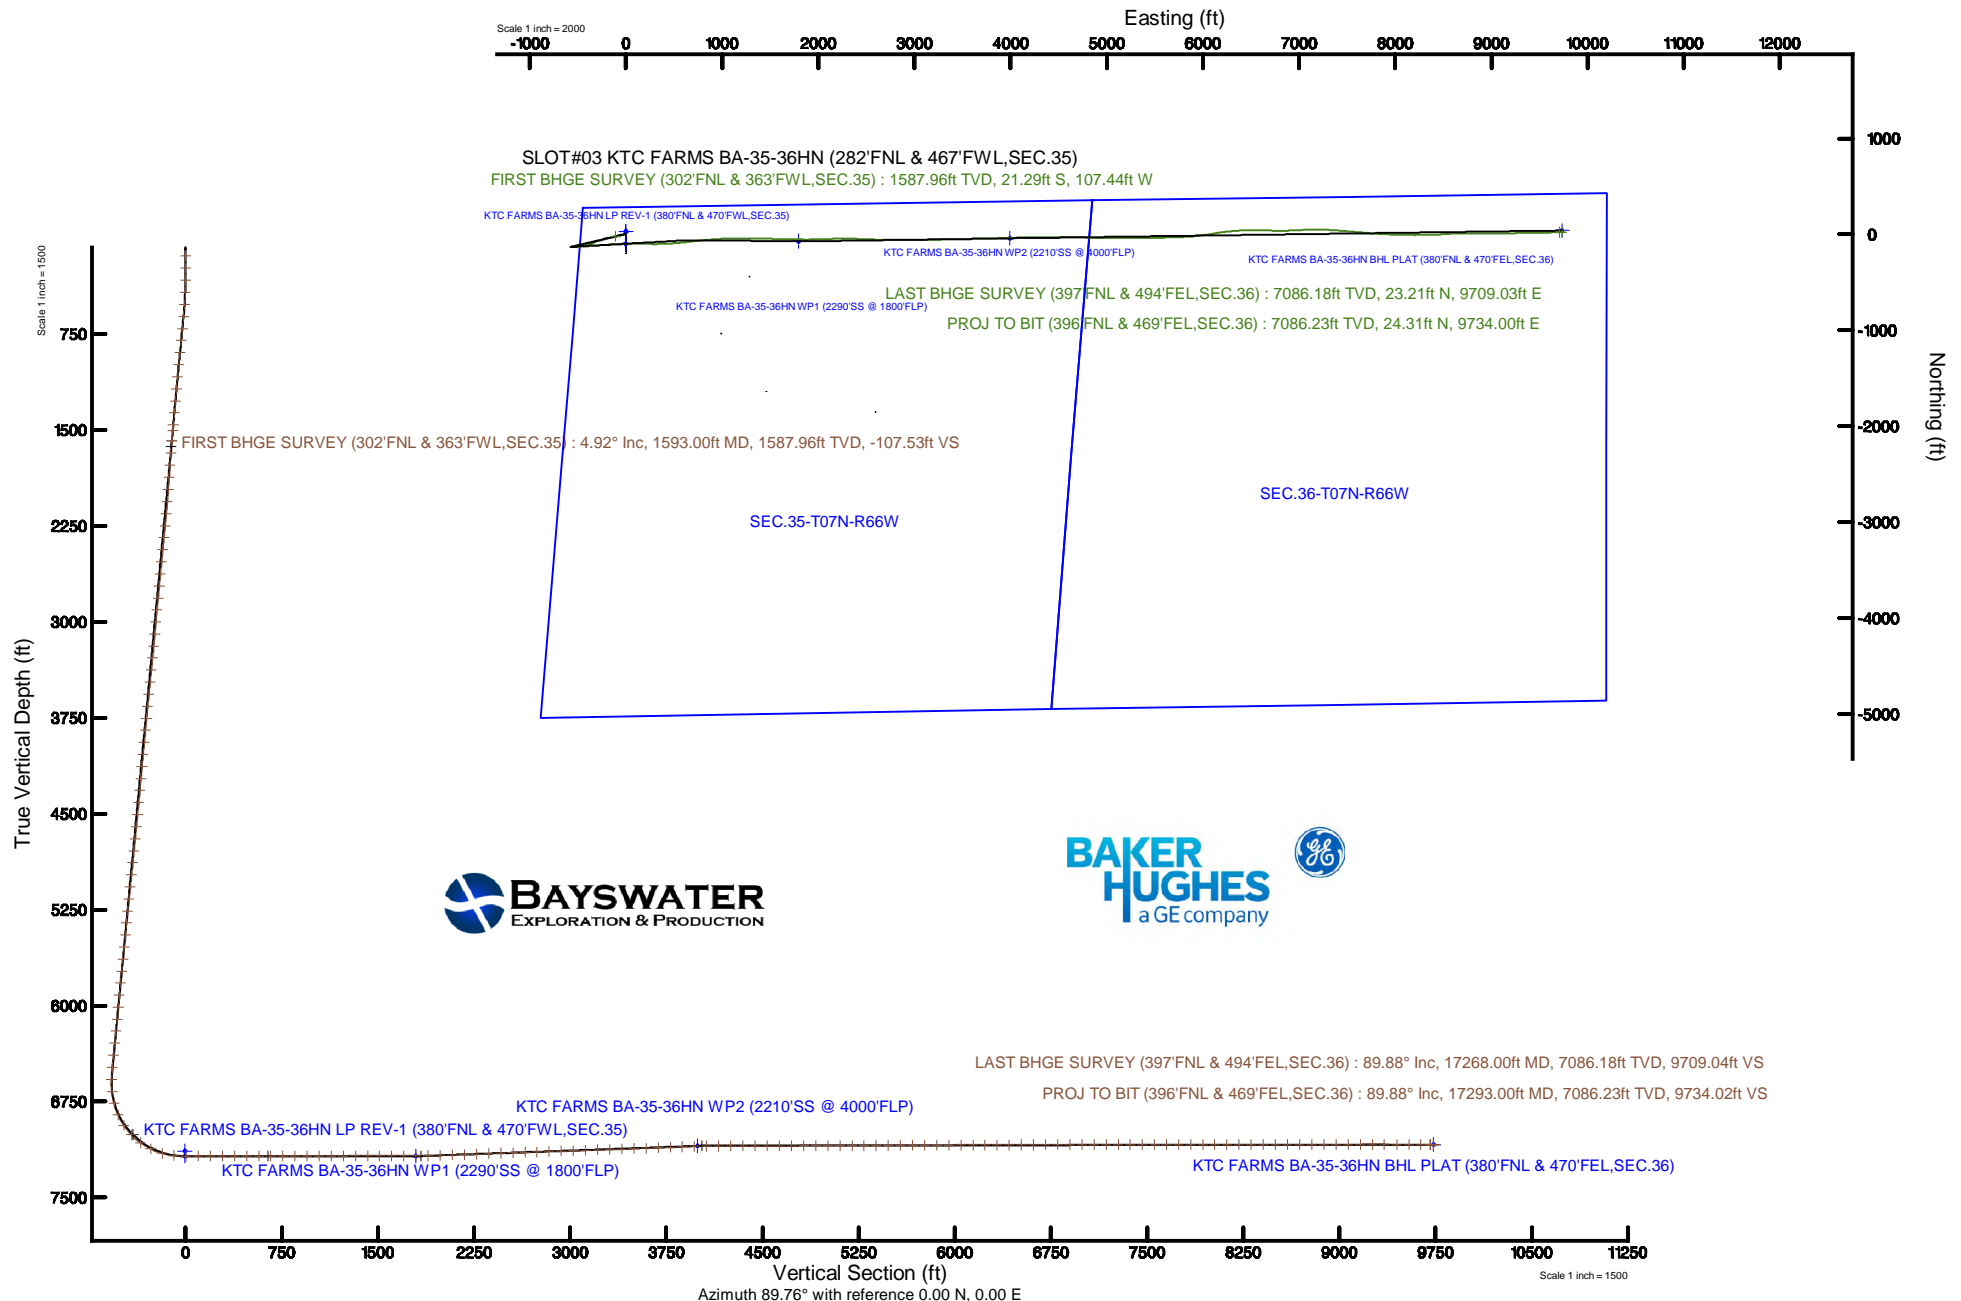 Easting (ft)
Scale 1 inch = 2000
-1000 0 1000 2000 3000 4000 5000 6000 7000 8000 9000 10000 11000 12000
SLOT#03 KTC FARMS BA-35-36HN (282'FNL & 467'FWL,SEC.35)
FIRST BHGE SURVEY (302'FNL & 363'FWL,SEC.35) : 1587.96ft TVD, 21.29ft S, 107.44ft W
KTC FARMS BA-35-36HN LP REV-1 (380'FNL & 470'FWL,SEC.35)
KTC FARMS BA-35-36HN WP2 (2210'SS @ 4000'FLP)
KTC FARMS BA-35-36HN BHL PLAT (380'FNL & 470'FEL,SEC.36)
LAST BHGE SURVEY (397'FNL & 494'FEL,SEC.36) : 7086.18ft TVD, 23.21ft N, 9709.03ft E
KTC FARMS BA-35-36HN WP1 (2290'SS @ 1800'FLP)
PROJ TO BIT (396'FNL & 469'FEL,SEC.36) : 7086.23ft TVD, 24.31ft N, 9734.00ft E
1000
0
-1000
-2000
-3000
-4000
-5000
Northing (ft)
SEC.35-T07N-R66W
SEC.36-T07N-R66W
Scale 1 inch = 1500
True Vertical Depth (ft)
750
1500
2250
3000
3750
4500
5250
6000
6750
7500
FIRST BHGE SURVEY (302'FNL & 363'FWL,SEC.35) : 4.92° Inc, 1593.00ft MD, 1587.96ft TVD, -107.53ft VS
BAYSWATER
EXPLORATION & PRODUCTION
BAKER
HUGHES
a GE company
GE
LAST BHGE SURVEY (397'FNL & 494'FEL,SEC.36) : 89.88° Inc, 17268.00ft MD, 7086.18ft TVD, 9709.04ft VS
PROJ TO BIT (396'FNL & 469'FEL,SEC.36) : 89.88° Inc, 17293.00ft MD, 7086.23ft TVD, 9734.02ft VS
KTC FARMS BA-35-36HN WP2 (2210'SS @ 4000'FLP)
KTC FARMS BA-35-36HN LP REV-1 (380'FNL & 470'FWL,SEC.35)
KTC FARMS BA-35-36HN WP1 (2290'SS @ 1800'FLP)
KTC FARMS BA-35-36HN BHL PLAT (380'FNL & 470'FEL,SEC.36)
0 750 1500 2250 3000 3750 4500 5250 6000 6750 7500 8250 9000 9750 10500 11250
Vertical Section (ft)
Scale 1 inch = 1500
Azimuth 89.76° with reference 0.00 N, 0.00 E